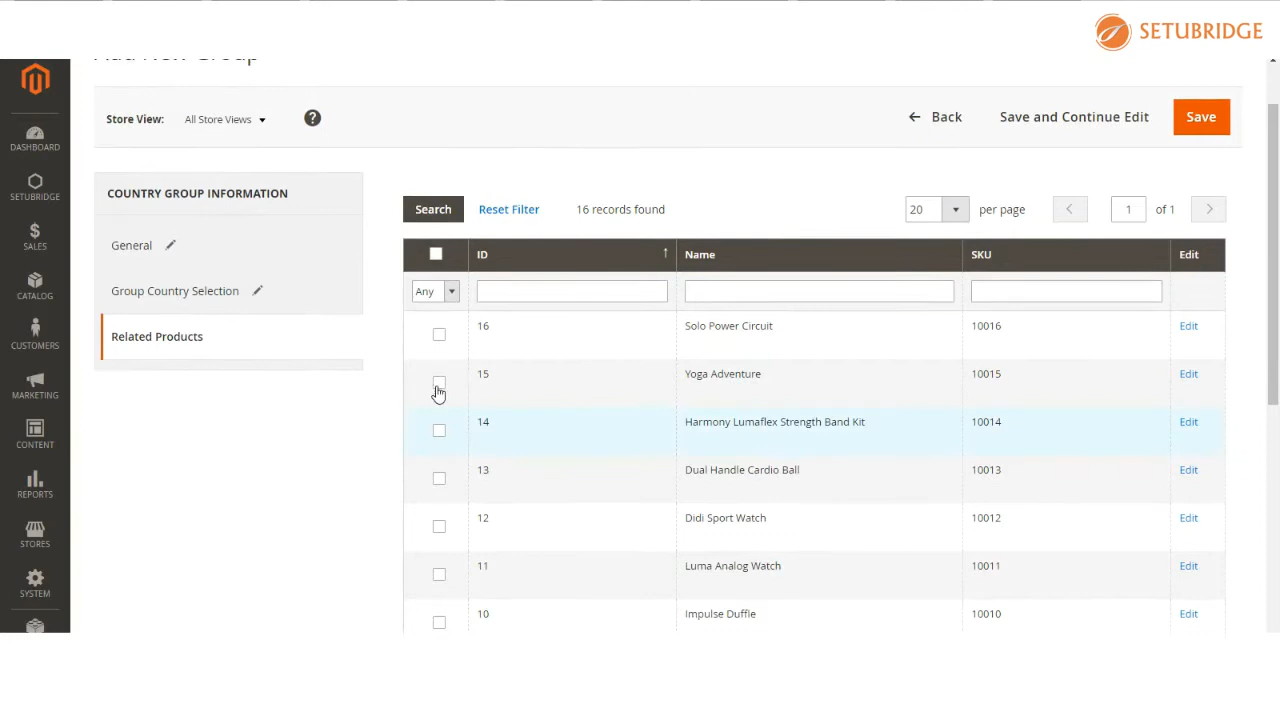 SETUBRIDGE
Add New Group
Store View: All Store Views
Back
Save and Continue Edit
Save
DASHBOARD
SETUBRIDGE
SALES
CATALOG
CUSTOMERS
MARKETING
CONTENT
REPORTS
STORES
SYSTEM
COUNTRY GROUP INFORMATION
General
Group Country Selection
Related Products
Search Reset Filter 16 records found 20 per page 1 of 1
ID Name SKU Edit
Any
16 Solo Power Circuit 10016 Edit
15 Yoga Adventure 10015 Edit
14 Harmony Lumaflex Strength Band Kit 10014 Edit
13 Dual Handle Cardio Ball 10013 Edit
12 Didi Sport Watch 10012 Edit
11 Luma Analog Watch 10011 Edit
10 Impulse Duffle 10010 Edit